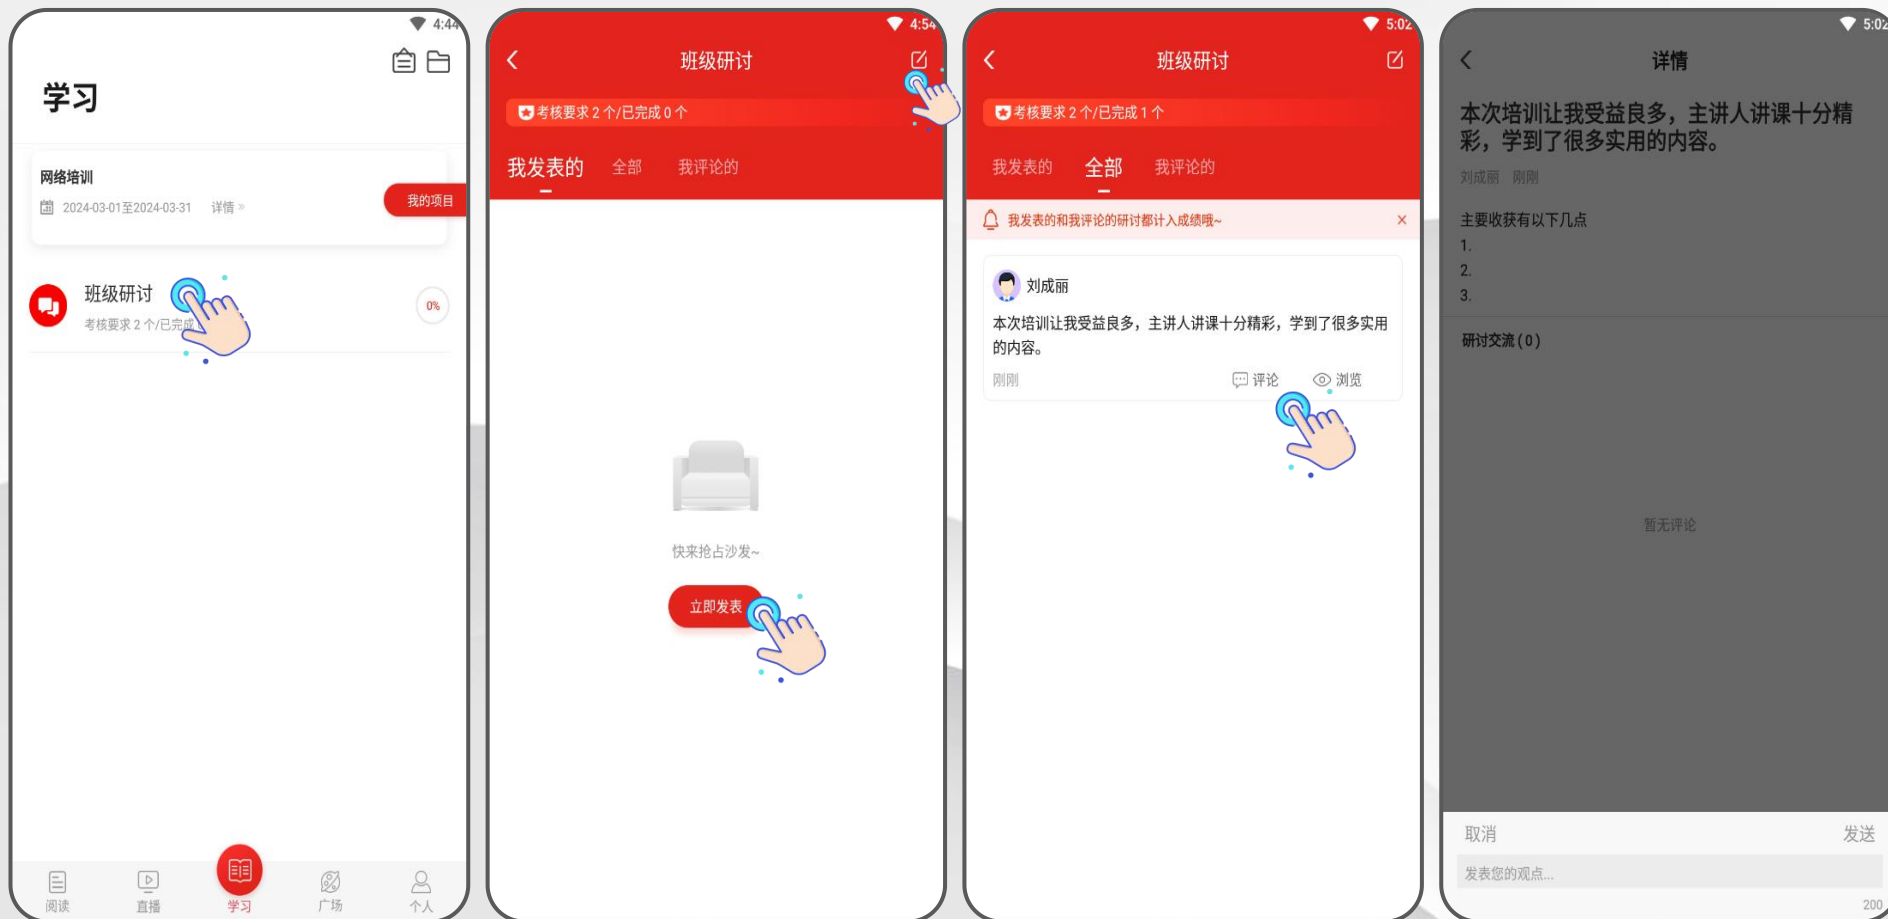 4:44
学习
网络培训
2024-03-01至2024-03-31 详情 »
我的项目
班级研讨
考核要求 2 个/已完成
0%
阅读
直播
学习
广场
个人
4:54
班级研讨
考核要求 2 个/已完成 0 个
我发表的 全部 我评论的
快来抢占沙发~
立即发表
5:02
班级研讨
考核要求 2 个/已完成 1 个
我发表的 全部 我评论的
我发表的和我评论的研讨都计入成绩哦~ ×
刘成丽
本次培训让我受益良多，主讲人讲课十分精彩，学到了很多实用
的内容。
刚刚 评论 浏览
5:02
详情
本次培训让我受益良多，主讲人讲课十分精
彩，学到了很多实用的内容。
刘成丽 刚刚
主要收获有以下几点
1.
2.
3.
研讨交流 ( 0 )
暂无评论
取消 发送
发表您的观点...
200